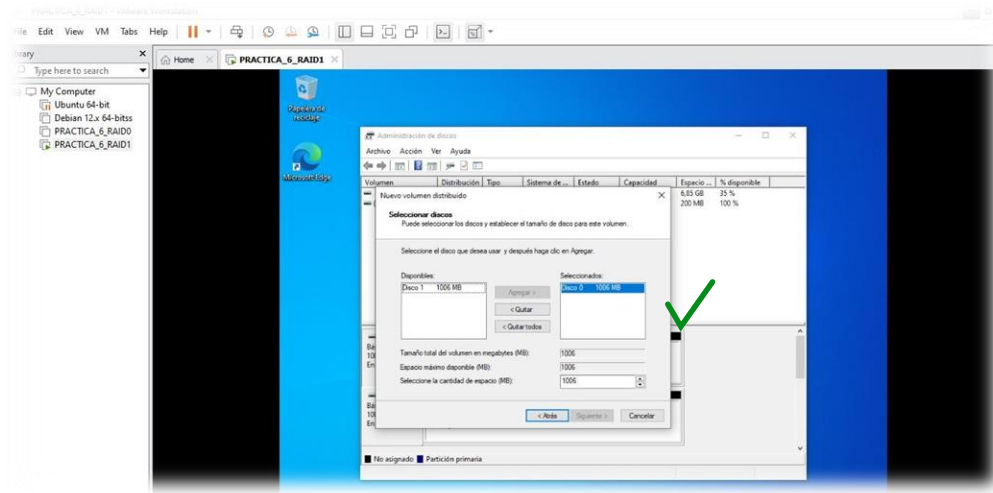 File Edit View VM Tabs Help
Type here to search
Home
PRACTICA_6_RAID1
My Computer
Ubuntu 64-bit
Debian 12.x 64-bitss
PRACTICA_6_RAID0
PRACTICA_6_RAID1
Papelera de
reciclaje
Microsoft Edge
Administración de discos
Archivo Acción Ver Ayuda
Volumen Distribución Tipo Sistema de ... Estado Capacidad Espacio ... % disponible
6,85 GB 35 %
200 MB 100 %
Nuevo volumen distribuido
Seleccionar discos
Puede seleccionar los discos y establecer el tamaño de disco para este volumen.
Seleccione el disco que desea usar y después haga clic en Agregar.
Disponibles: Seleccionados:
Disco 1 1006 MB
Disco 0 1006 MB
Agregar >
< Quitar
< Quitar todos
Tamaño total del volumen en megabytes (MB): 1006
Espacio máximo disponible (MB): 1006
Seleccione la cantidad de espacio (MB): 1006
< Atrás Siguiente > Cancelar
Bá
En
Bá
En
No asignado Partición primaria